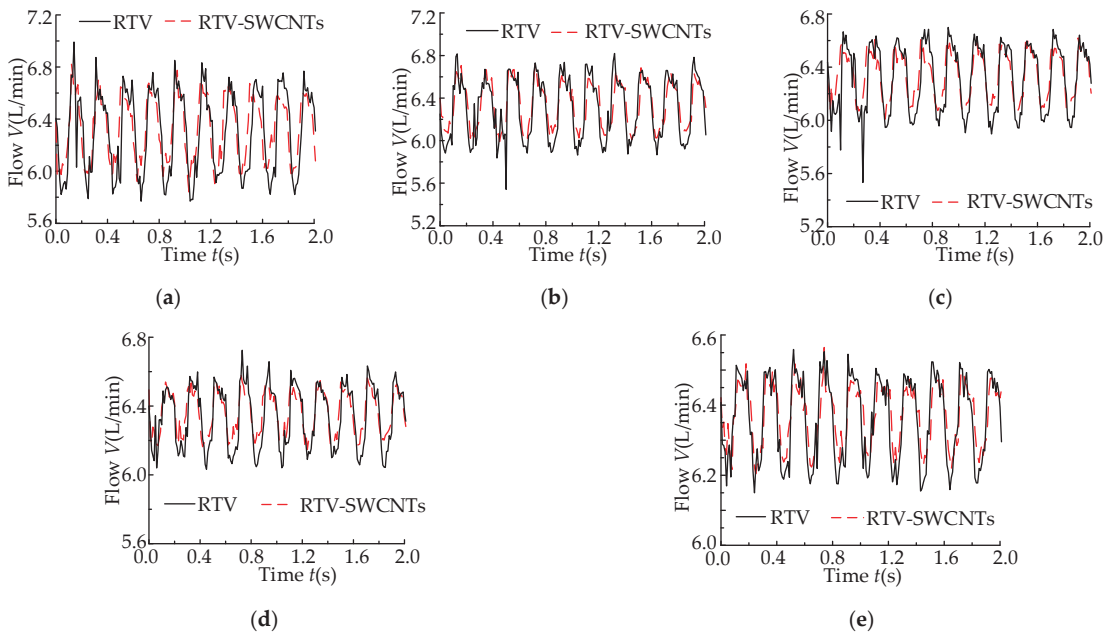 7.2
RTV
RTV-SWCNTs
6.8
6.4
6.0
5.6
Flow V(L/min)
0.0
0.4
0.8
1.2
1.6
2.0
Time t(s)
(a)
7.2
RTV
RTV-SWCNTs
6.8
6.4
6.0
5.6
5.2
Flow V(L/min)
0.0
0.4
0.8
1.2
1.6
2.0
Time t(s)
(b)
6.8
6.4
6.0
5.6
5.2
Flow V(L/min)
RTV
RTV-SWCNTs
0.0
0.4
0.8
1.2
1.6
2.0
Time t(s)
(c)
6.8
6.4
6.0
5.6
Flow V(L/min)
RTV
RTV-SWCNTs
0.0
0.4
0.8
1.2
1.6
2.0
Time t(s)
(d)
6.6
6.4
6.2
6.0
Flow V(L/min)
RTV
RTV-SWCNTs
0.0
0.4
0.8
1.2
1.6
2.0
Time t(s)
(e)